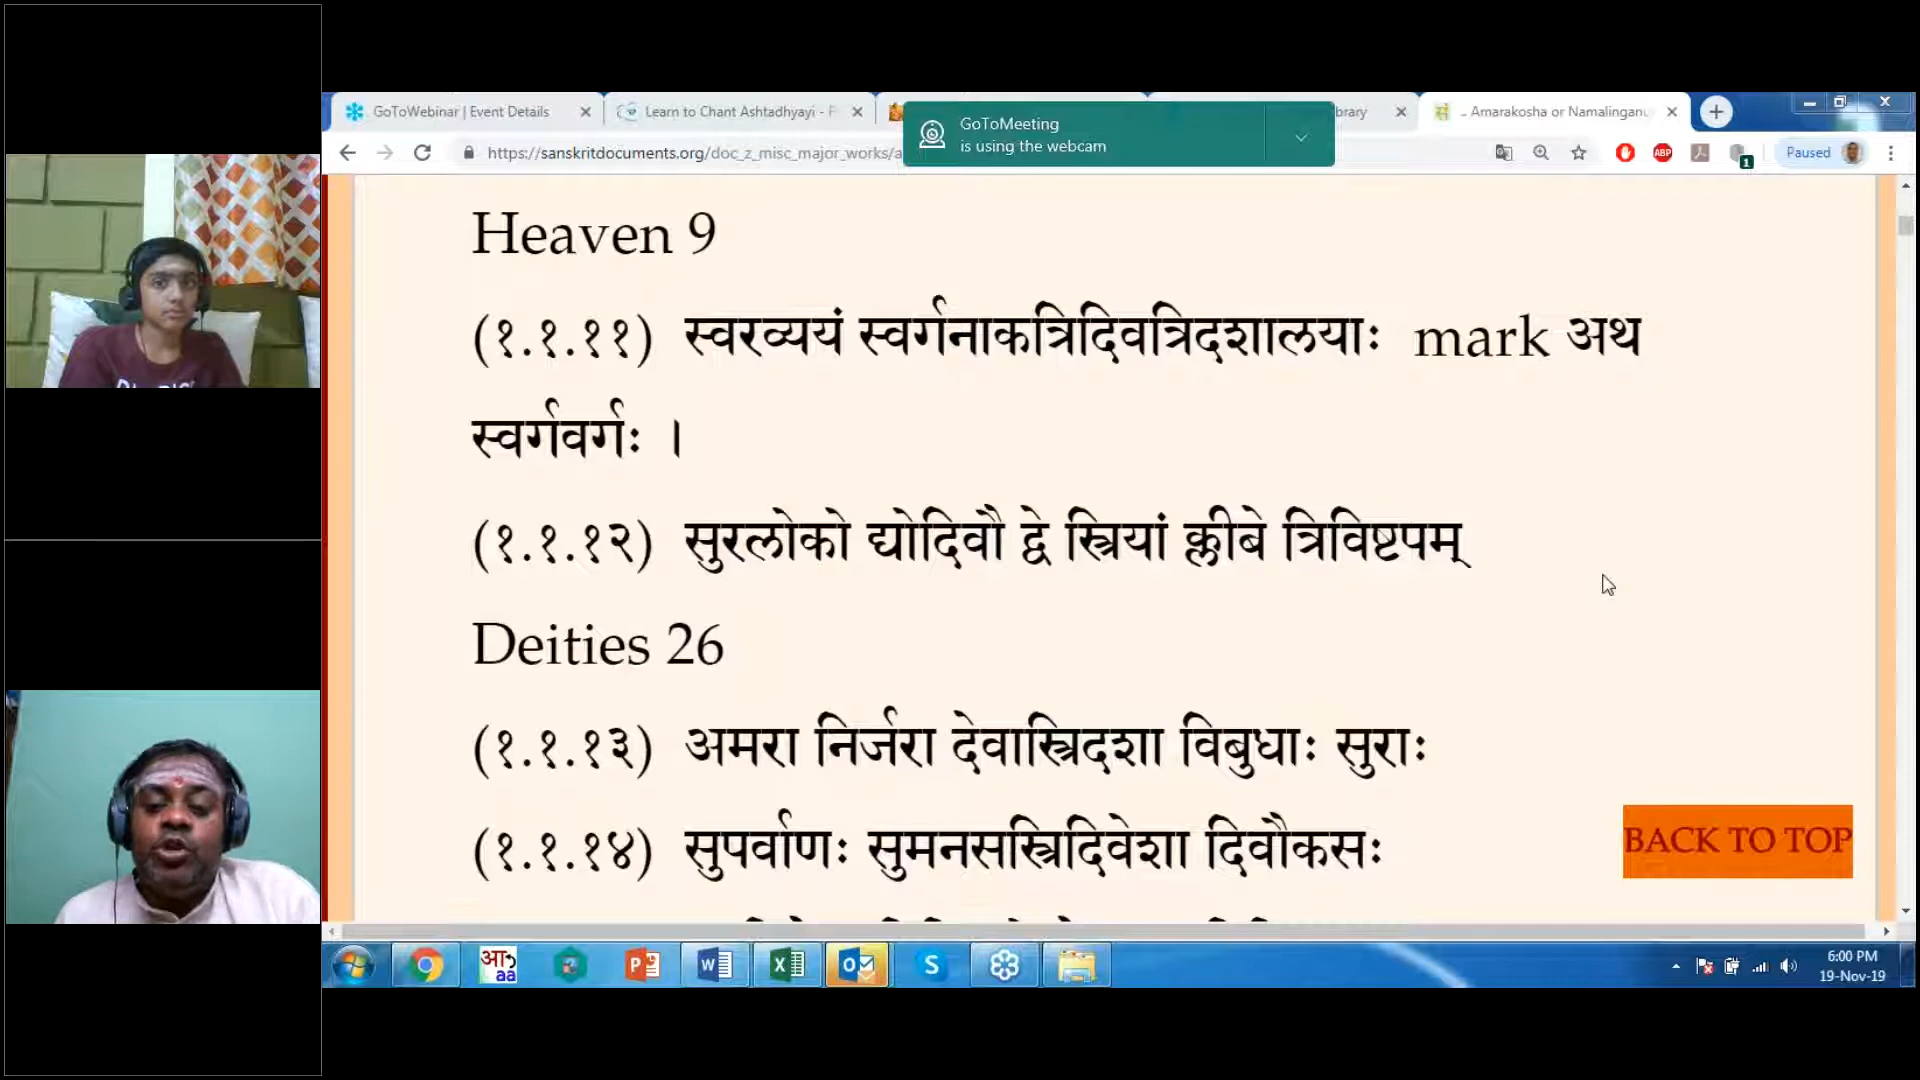 GoToWebinar | Event Details
Learn to Chant Ashtadhyayi -
brary
Amarakosha or Namalinganu
GoToMeeting
is using the webcam
https://sanskritdocuments.org/doc_z_misc_major_works/a
ABP
1
Paused
Heaven 9
(१.१.११) स्वरव्ययं स्वर्गनाकत्रिदिवत्रिदशालयाः mark अथ
स्वर्गवर्गः ।
(१.१.१२) सुरलोको द्योदिवौ द्वे स्त्रियां क्लीबे त्रिविष्टपम्
Deities 26
(१.१.१३) अमरा निर्जरा देवास्त्रिदशा विबुधाः सुराः
(१.१.१४) सुपर्वाणः सुमनसस्त्रिदिवेशा दिवौकसः
BACK TO TOP
aa
6:00 PM
19-Nov-19